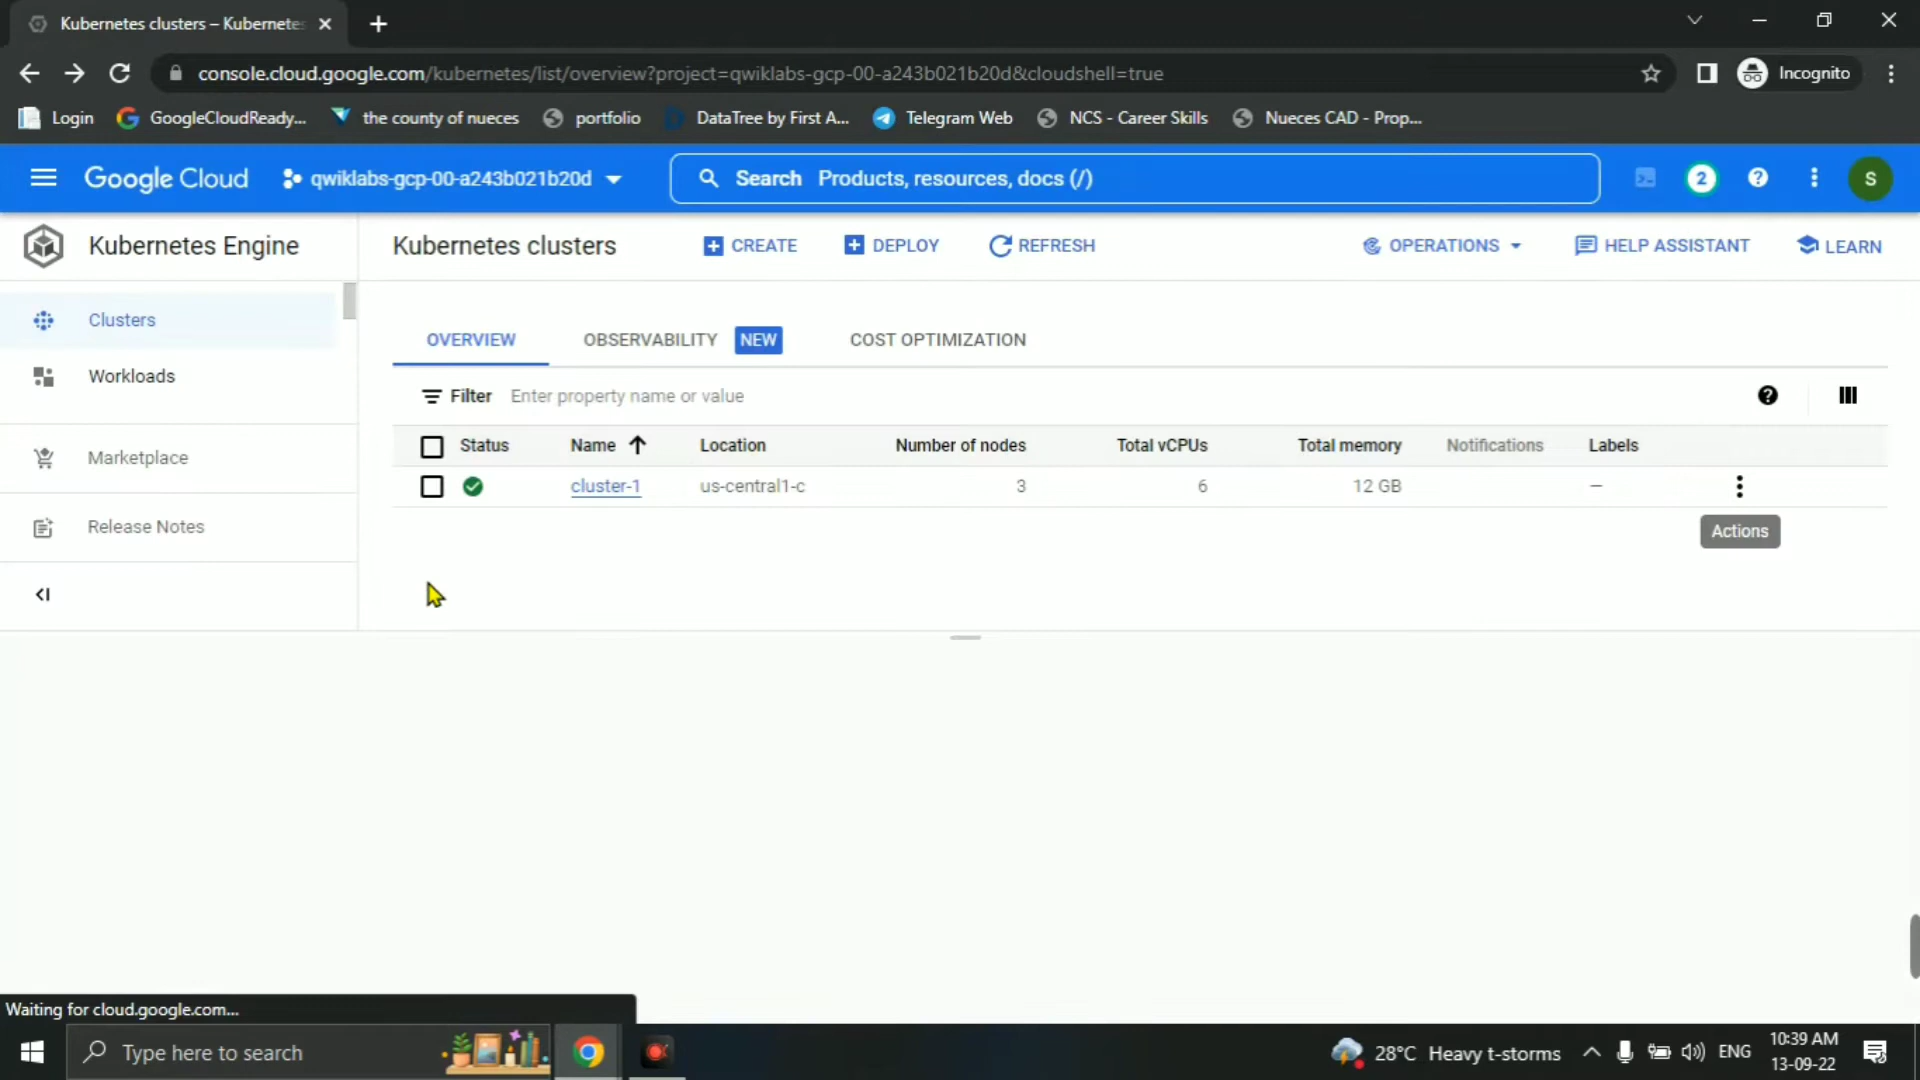 Kubernetes clusters – Kubernete
console.cloud.google.com/kubernetes/list/overview?project=qwiklabs-gcp-00-a243b021b20d&cloudshell=true
Incognito
Login
GoogleCloudReady...
the county of nueces
portfolio
DataTree by First A...
Telegram Web
NCS - Career Skills
Nueces CAD - Prop...
Google Cloud
qwiklabs-gcp-00-a243b021b20d
Search Products, resources, docs (/)
2
S
Kubernetes Engine
Kubernetes clusters
CREATE
DEPLOY
REFRESH
OPERATIONS
HELP ASSISTANT
LEARN
Clusters
Workloads
Marketplace
Release Notes
OVERVIEW
OBSERVABILITY NEW
COST OPTIMIZATION
Filter Enter property name or value
Status Name Location Number of nodes Total vCPUs Total memory Notifications Labels
cluster-1 us-central1-c 3 6 12 GB –
Actions
Waiting for cloud.google.com...
Type here to search
28°C Heavy t-storms
ENG
10:39 AM
13-09-22